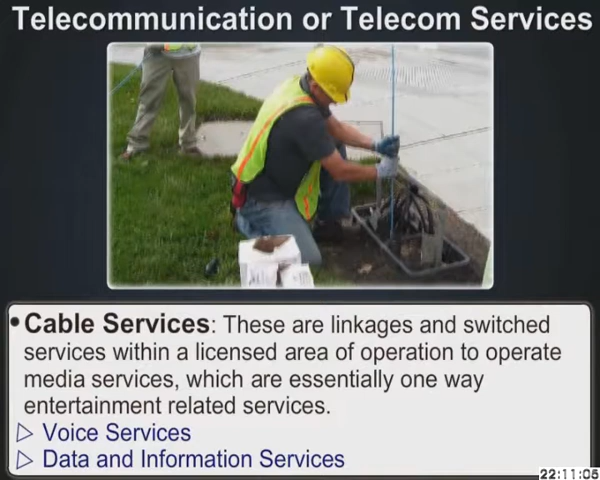 Telecommunication or Telecom Services
• Cable Services: These are linkages and switched
services within a licensed area of operation to operate
media services, which are essentially one way
entertainment related services.
▷ Voice Services
▷ Data and Information Services
22:11:05